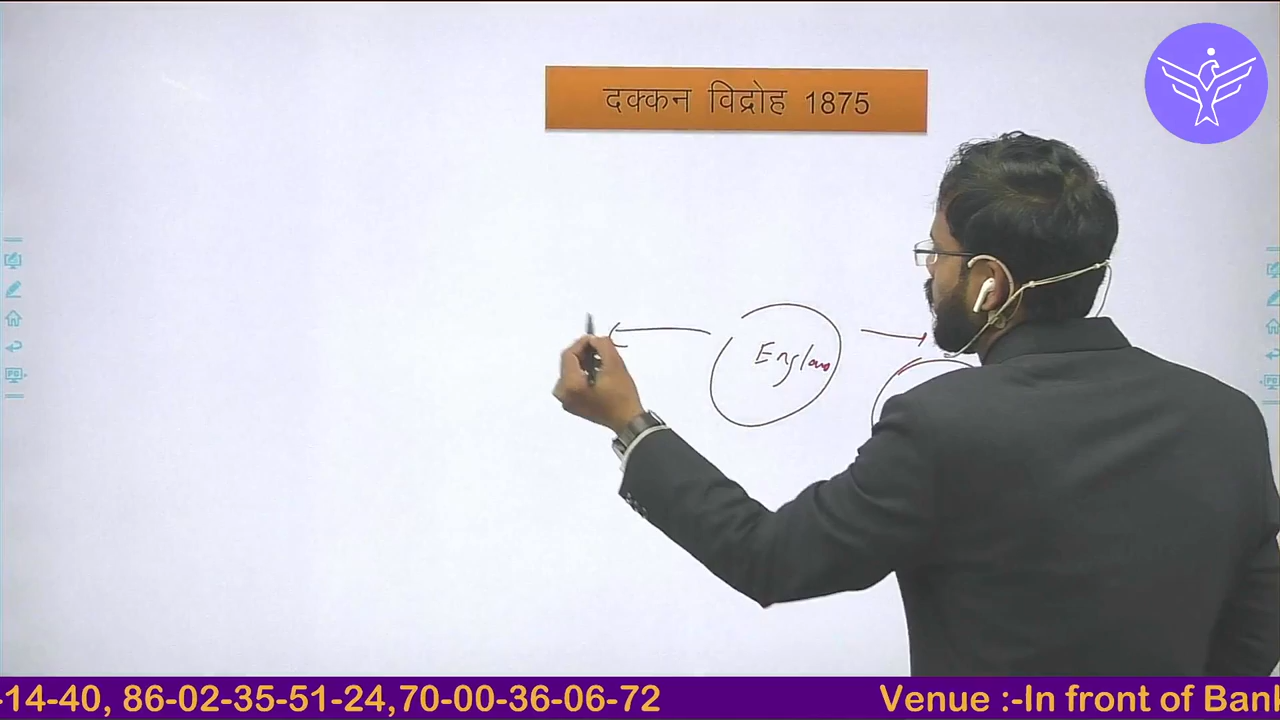 दक्कन विद्रोह 1875
England
-14-40, 86-02-35-51-24,70-00-36-06-72
Venue :-In front of Bank